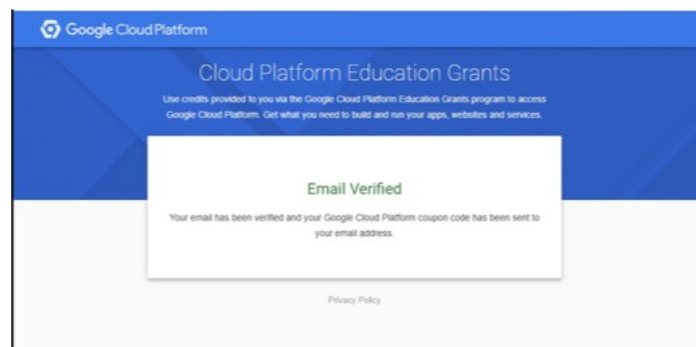 Google Cloud Platform
Cloud Platform Education Grants
Use credits provided to you via the Google Cloud Platform Education Grants program to access
Google Cloud Platform. Get what you need to build and run your apps, websites and services.
Email Verified
Your email has been verified and your Google Cloud Platform coupon code has been sent to
your email address.
Privacy Policy